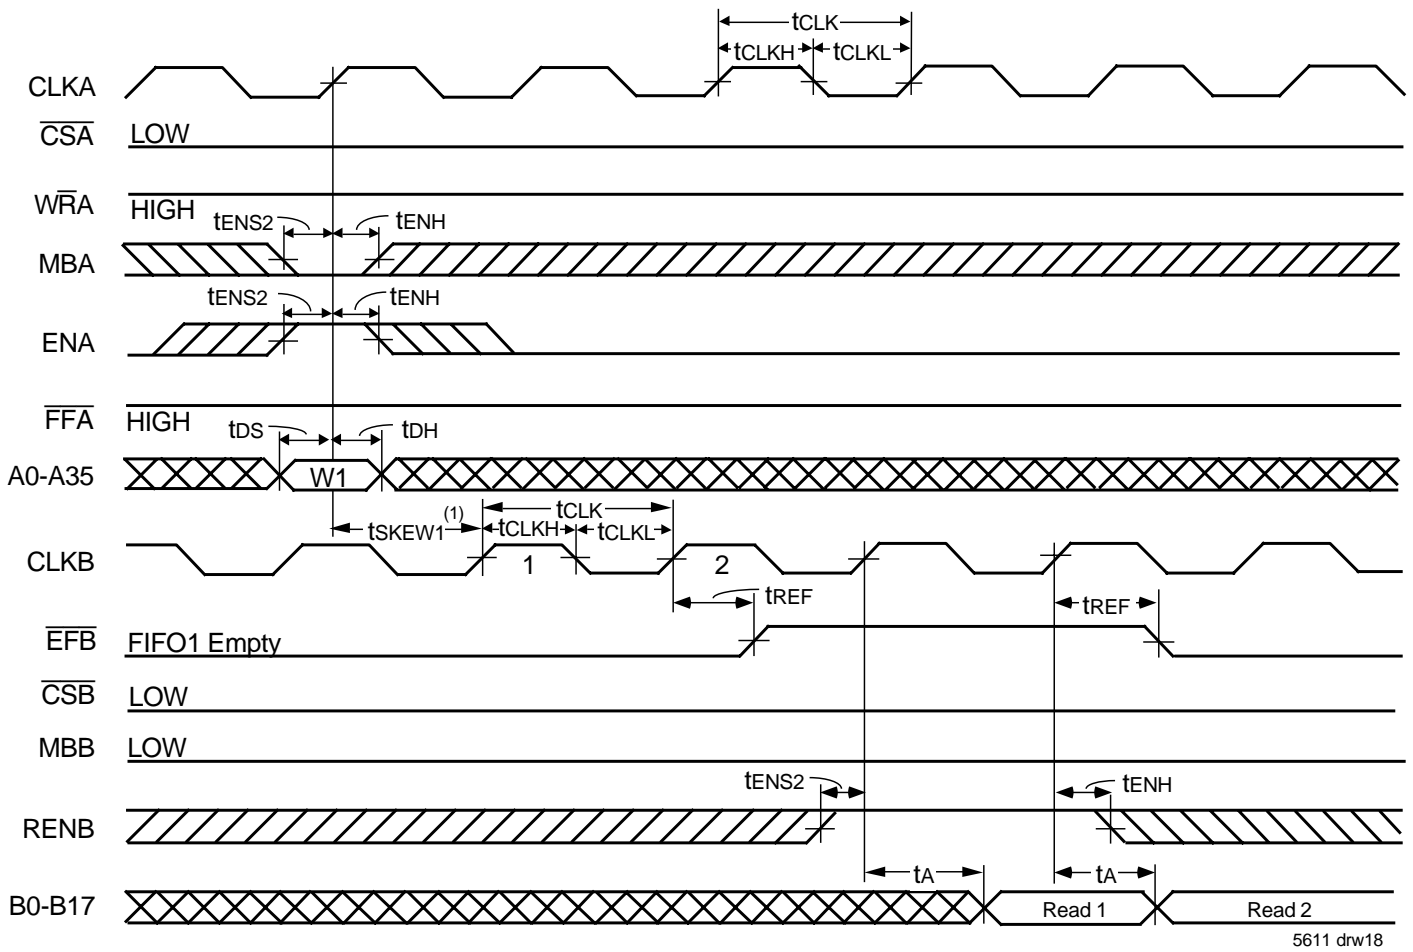 tCLK
tCLKH tCLKL
CLKA
CSA LOW
WRA HIGH
tENS2 tENH
MBA
tENS2 tENH
ENA
FFA HIGH
tDS tDH
A0-A35 W1
tSKEW1(1) tCLK
tCLKH tCLKL
CLKB 1 2
tREF tREF
EFB FIFO1 Empty
CSB LOW
MBB LOW
tENS2 tENH
RENB
tA tA
B0-B17 Read 1 Read 2
5611 drw18